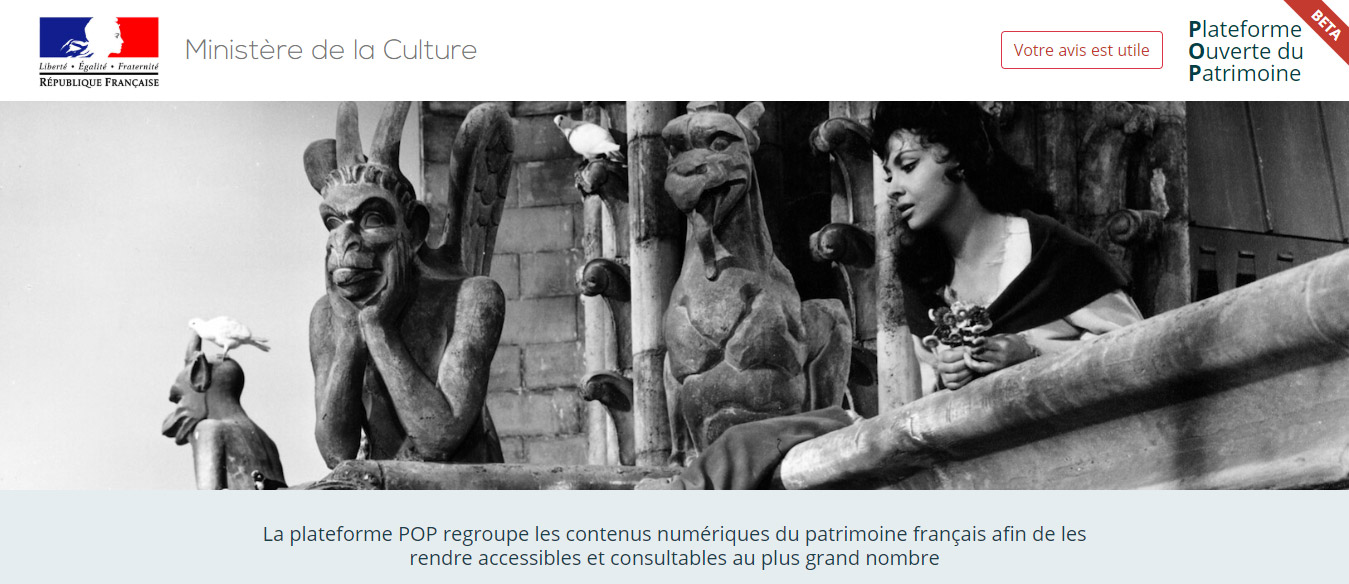 Liberté • Égalité • Fraternité
RÉPUBLIQUE FRANÇAISE
Ministère de la Culture
Votre avis est utile
Plateforme
Ouverte du
Patrimoine
BETA
La plateforme POP regroupe les contenus numériques du patrimoine français afin de les
rendre accessibles et consultables au plus grand nombre